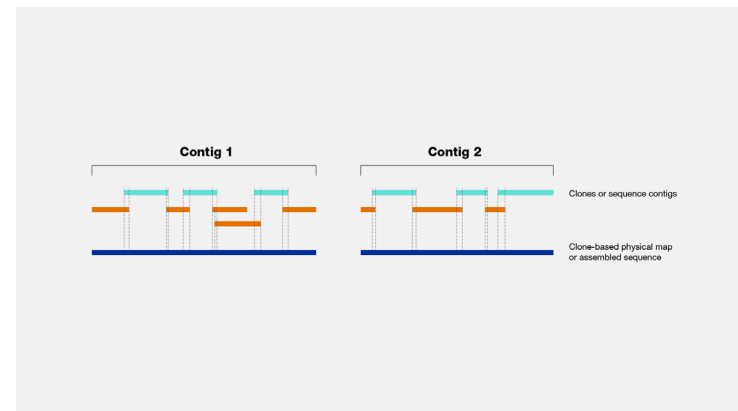 Contig 1
Contig 2
Clones or sequence contigs
Clone-based physical map
or assembled sequence